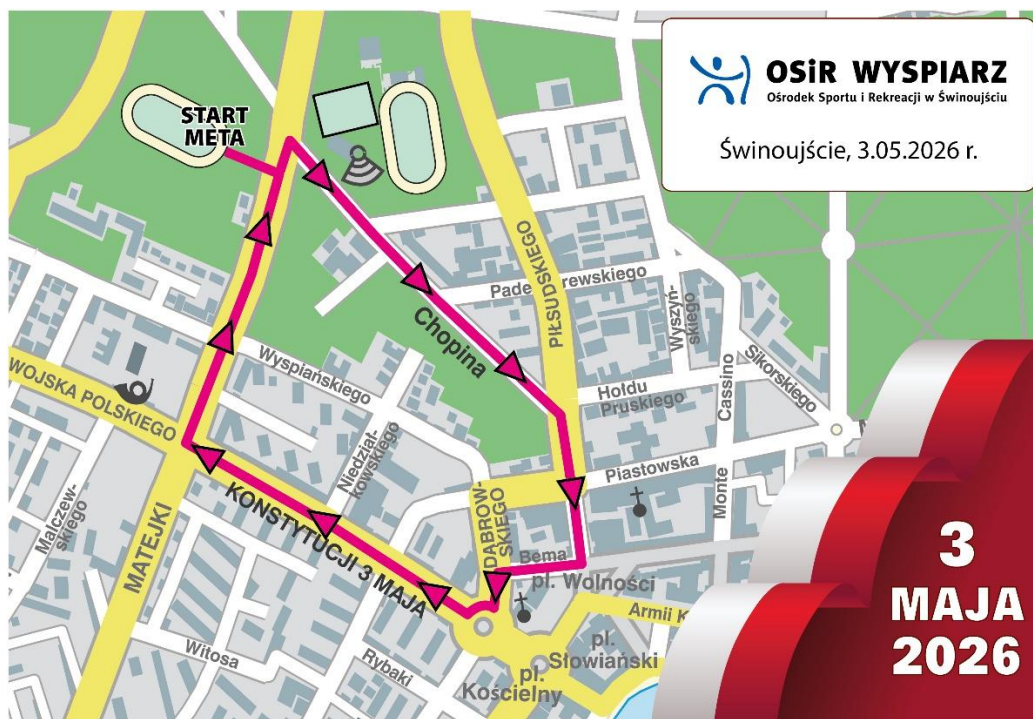 OSiR WYSPIARZ
Ośrodek Sportu i Rekreacji w Świnoujściu
Świnoujście, 3.05.2026 r.
START
META
PIŁSUDSKIEGO
Paderewskiego
Chopina
Wyszyń-
skiego
Sikorskiego
Cassino
Monte
Hołdu
Pruskiego
Wyspiańskiego
WOJSKA POLSKIEGO
Niedział-
kowskiego
Piastowska
Malczew-
skiego
KONSTYTUCJI 3 MAJA
DĄBROW-
SKIEGO
MATEJKI
Bema
pl. Wolności
Armii K
Witosa
Rybaki
pl.
Słowiański
pl.
Kościelny
3
MAJA
2026